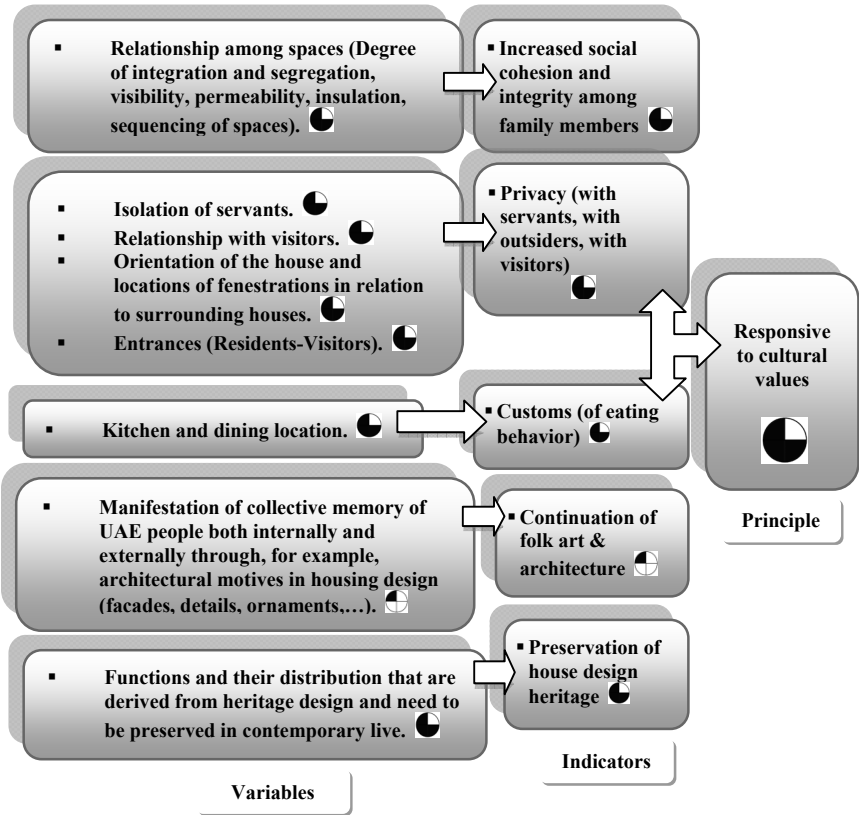 ▪ Relationship among spaces (Degree
of integration and segregation,
visibility, permeability, insulation,
sequencing of spaces).
▪ Increased social
cohesion and
integrity among
family members
▪ Isolation of servants.
▪ Relationship with visitors.
▪ Orientation of the house and
locations of fenestrations in relation
to surrounding houses.
▪ Entrances (Residents-Visitors).
▪ Privacy (with
servants, with
outsiders, with
visitors)
▪ Kitchen and dining location.
▪ Customs (of eating
behavior)
▪ Manifestation of collective memory of
UAE people both internally and
externally through, for example,
architectural motives in housing design
(facades, details, ornaments,…).
▪ Continuation of
folk art &
architecture
▪ Functions and their distribution that are
derived from heritage design and need to
be preserved in contemporary live.
▪ Preservation of
house design
heritage
Responsive
to cultural
values
Variables
Indicators
Principle